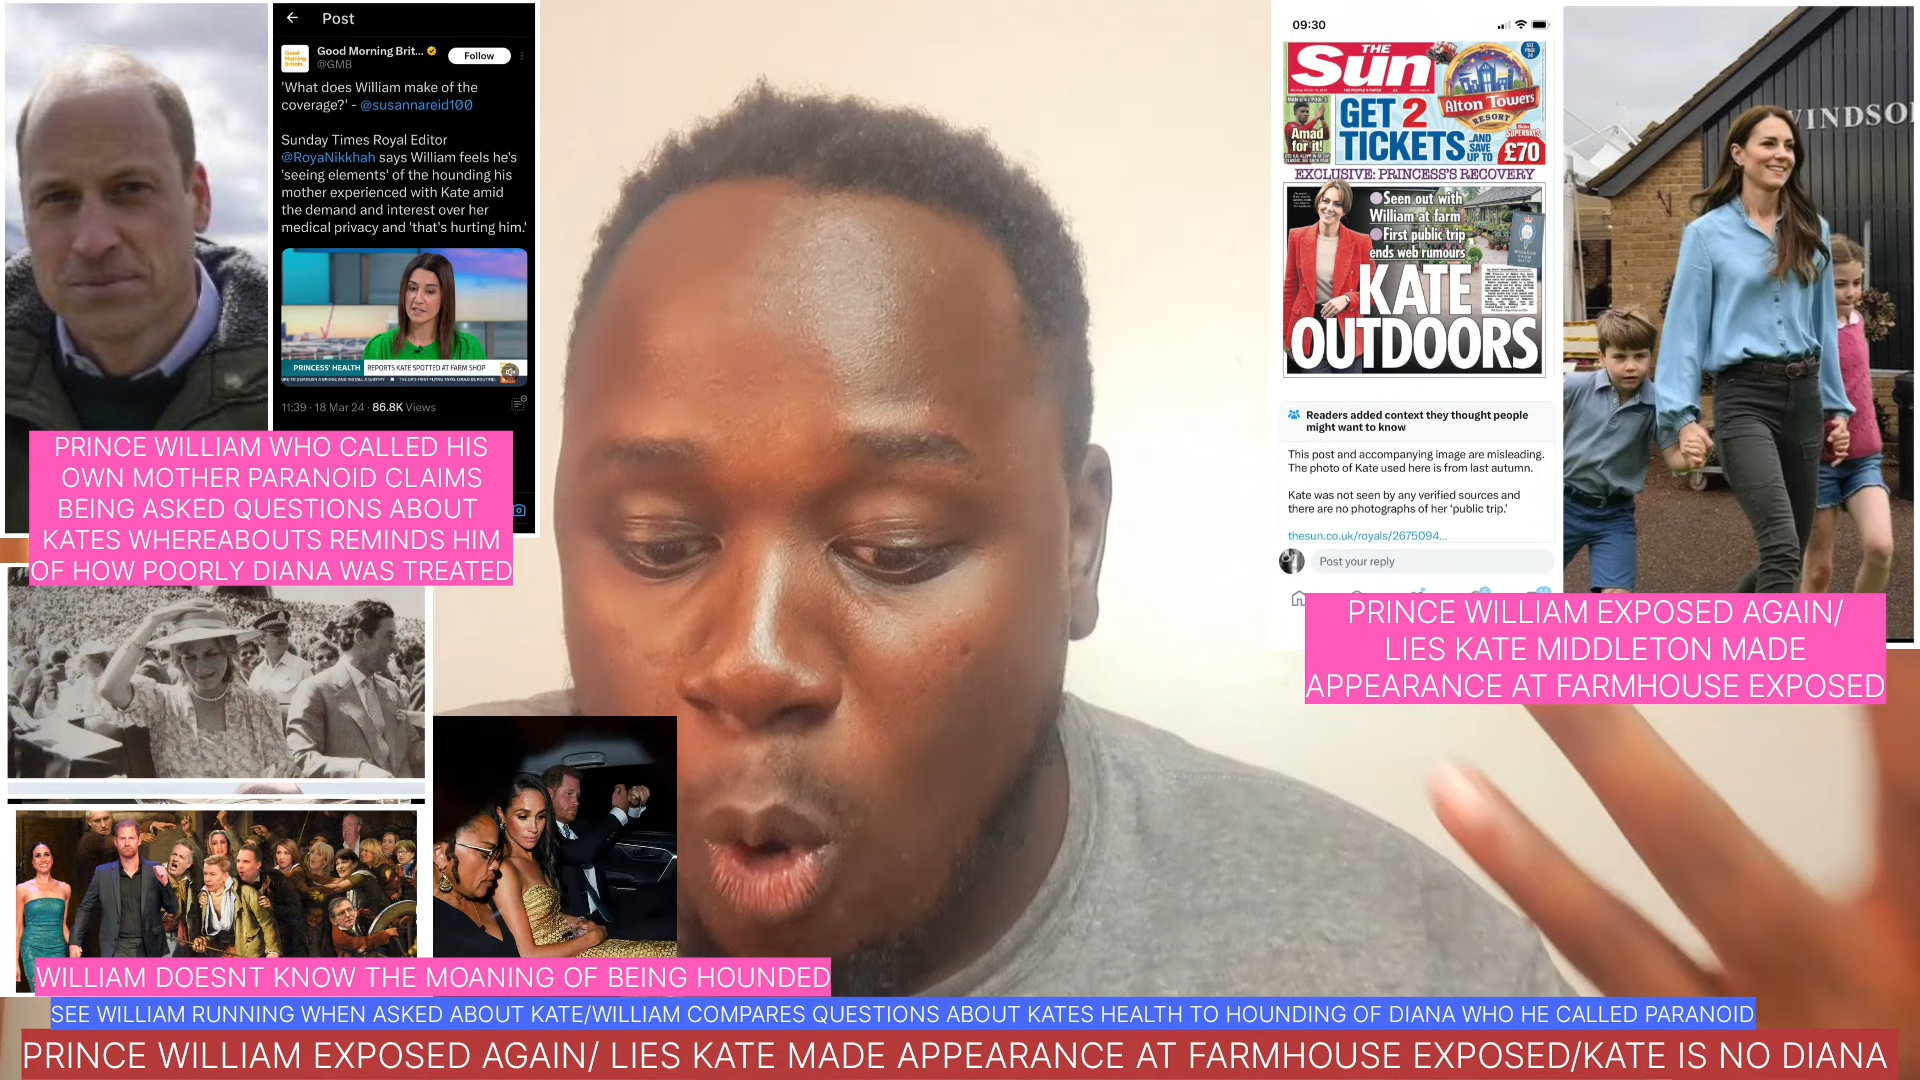 Post
Good Morning Brit...
@GMB
Follow
'What does William make of the
coverage?' - @susannareid100
Sunday Times Royal Editor
@RoyaNikkhah says William feels he's
'seeing elements' of the hounding his
mother experienced with Kate amid
the demand and interest over her
medical privacy and 'that's hurting him.'
PRINCESS' HEALTH REPORTS KATE SPOTTED AT FARM SHOP
11:39 · 18 Mar 24 · 86.8K Views
PRINCE WILLIAM WHO CALLED HIS
OWN MOTHER PARANOID CLAIMS
BEING ASKED QUESTIONS ABOUT
KATES WHEREABOUTS REMINDS HIM
OF HOW POORLY DIANA WAS TREATED
09:30
THE
Sun
GET 2
TICKETS
AND
SAVE
UP TO
£70
Alton Towers
RESORT
Amad
for it!
EXCLUSIVE: PRINCESS'S RECOVERY
Seen out with
William at farm
First public trip
ends web rumours
KATE
OUTDOORS
Readers added context they thought people
might want to know
This post and accompanying image are misleading.
The photo of Kate used here is from last autumn.
Kate was not seen by any verified sources and
there are no photographs of her 'public trip.'
thesun.co.uk/royals/2675094...
Post your reply
WINDSO
PRINCE WILLIAM EXPOSED AGAIN/
LIES KATE MIDDLETON MADE
APPEARANCE AT FARMHOUSE EXPOSED
WILLIAM DOESNT KNOW THE MOANING OF BEING HOUNDED
SEE WILLIAM RUNNING WHEN ASKED ABOUT KATE/WILLIAM COMPARES QUESTIONS ABOUT KATES HEALTH TO HOUNDING OF DIANA WHO HE CALLED PARANOID
PRINCE WILLIAM EXPOSED AGAIN/ LIES KATE MADE APPEARANCE AT FARMHOUSE EXPOSED/KATE IS NO DIANA